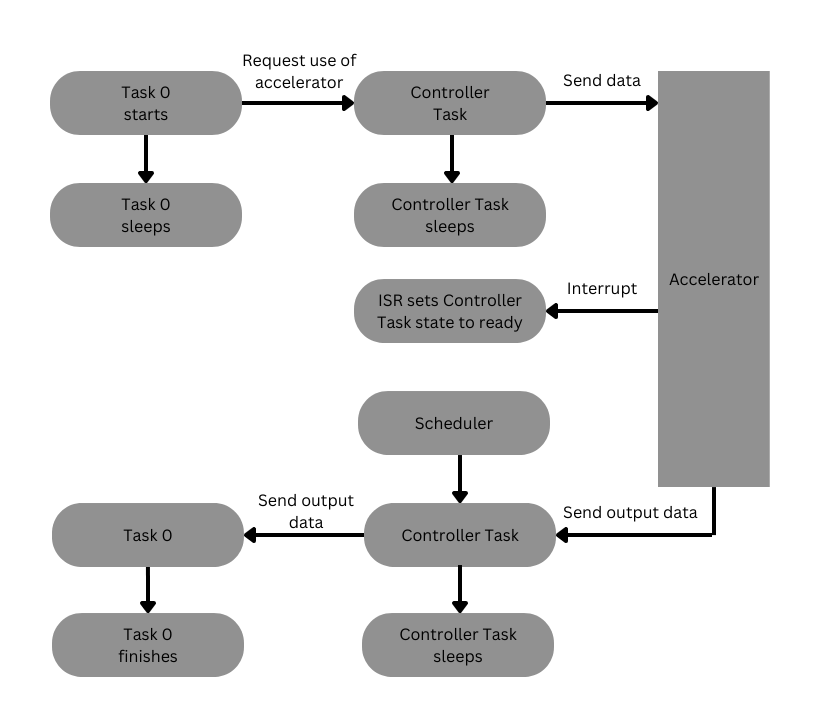 Request use of
accelerator
Send data
Task 0
starts
Controller
Task
Task 0
sleeps
Controller Task
sleeps
Accelerator
Interrupt
ISR sets Controller
Task state to ready
Scheduler
Send output
data
Send output data
Task 0
Controller Task
Task 0
finishes
Controller Task
sleeps